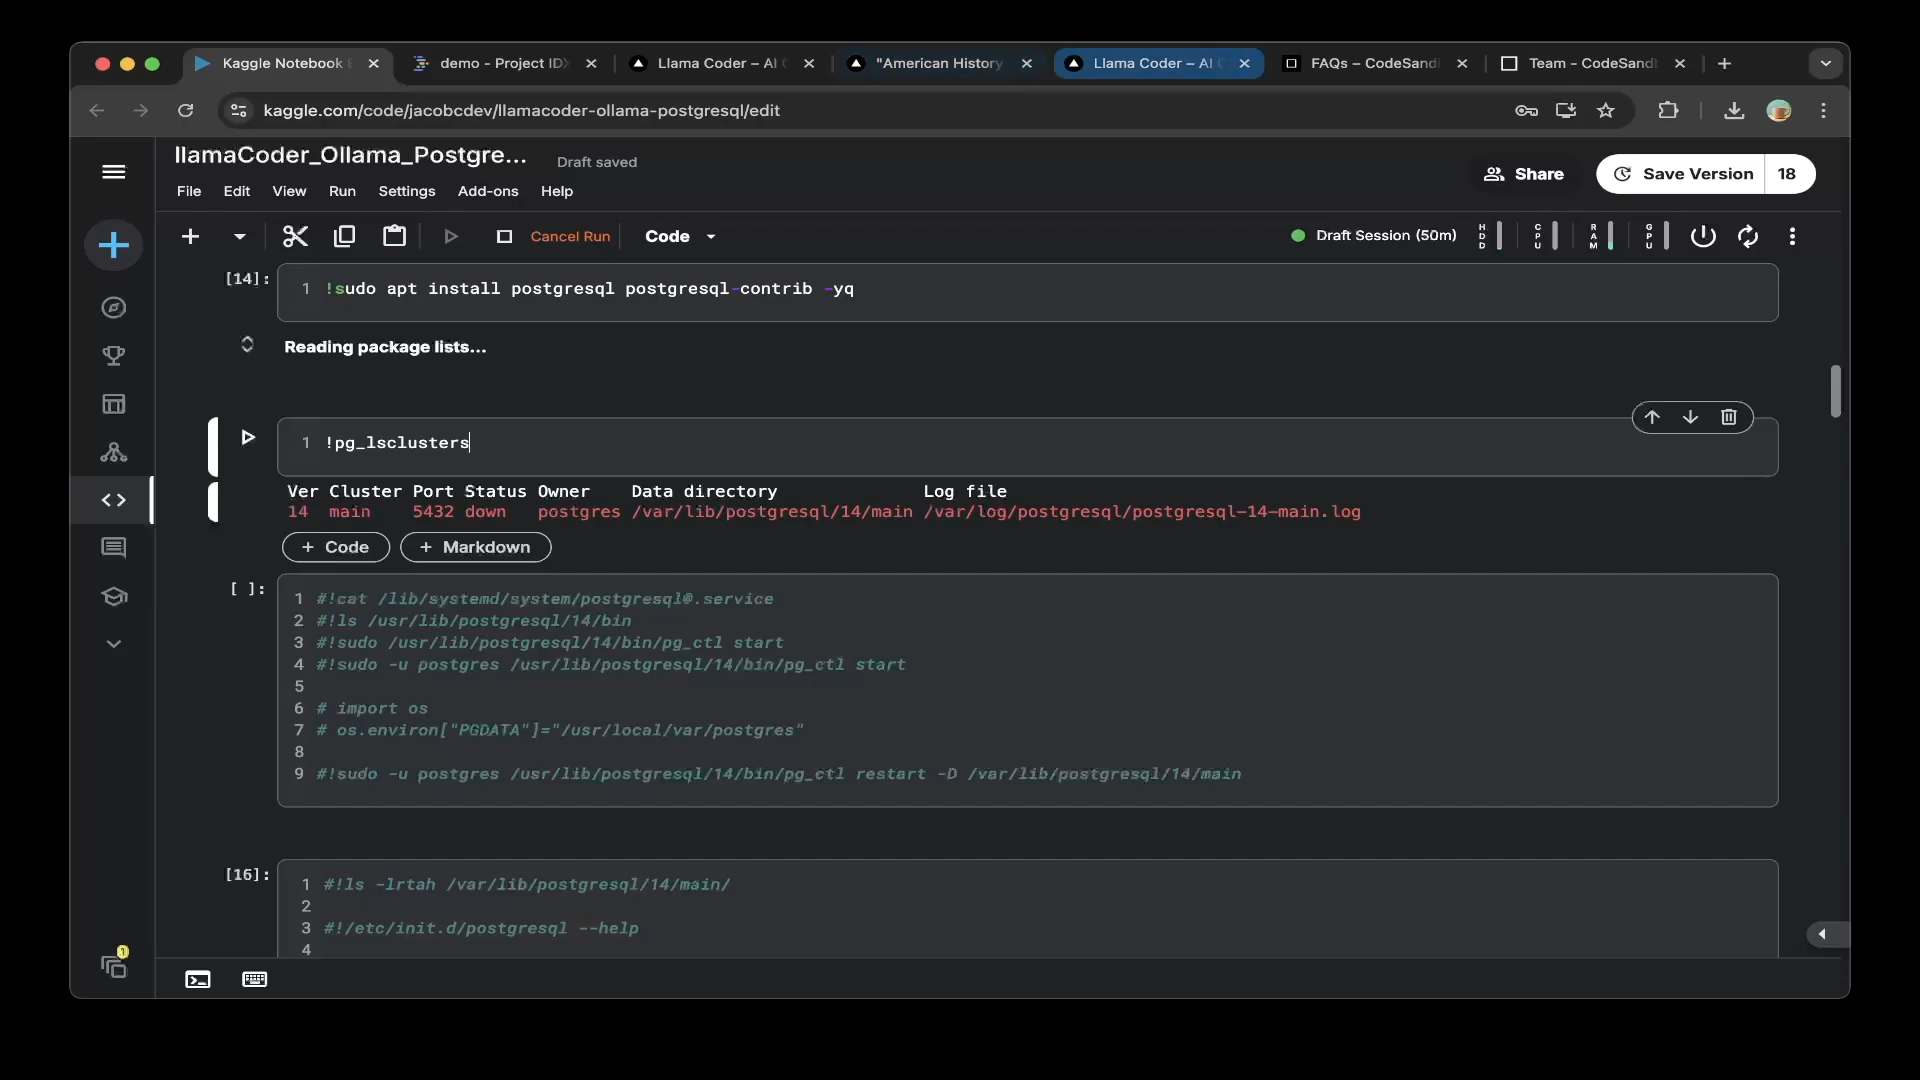 Kaggle Notebook E
demo - Project IDX
Llama Coder – AI C
"American History
Llama Coder – AI C
FAQs – CodeSand
Team - CodeSand
kaggle.com/code/jacobcdev/llamacoder-ollama-postgresql/edit
llamaCoder_Ollama_Postgre...
Draft saved
Share
Save Version
18
File Edit View Run Settings Add-ons Help
Cancel Run
Code
Draft Session (50m)
HDD
CPU
RAM
GPU
[14]:
1 !sudo apt install postgresql postgresql-contrib -yq
Reading package lists...
1 !pg_lsclusters
Ver Cluster Port Status Owner Data directory Log file
14 main 5432 down postgres /var/lib/postgresql/14/main /var/log/postgresql/postgresql-14-main.log
+ Code
+ Markdown
[ ]:
1 #!cat /lib/systemd/system/postgresql@.service
2 #!ls /usr/lib/postgresql/14/bin
3 #!sudo /usr/lib/postgresql/14/bin/pg_ctl start
4 #!sudo -u postgres /usr/lib/postgresql/14/bin/pg_ctl start
5
6 # import os
7 # os.environ["PGDATA"]="/usr/local/var/postgres"
8
9 #!sudo -u postgres /usr/lib/postgresql/14/bin/pg_ctl restart -D /var/lib/postgresql/14/main
[16]:
1 #!ls -lrtah /var/lib/postgresql/14/main/
2
3 #!/etc/init.d/postgresql --help
4
1